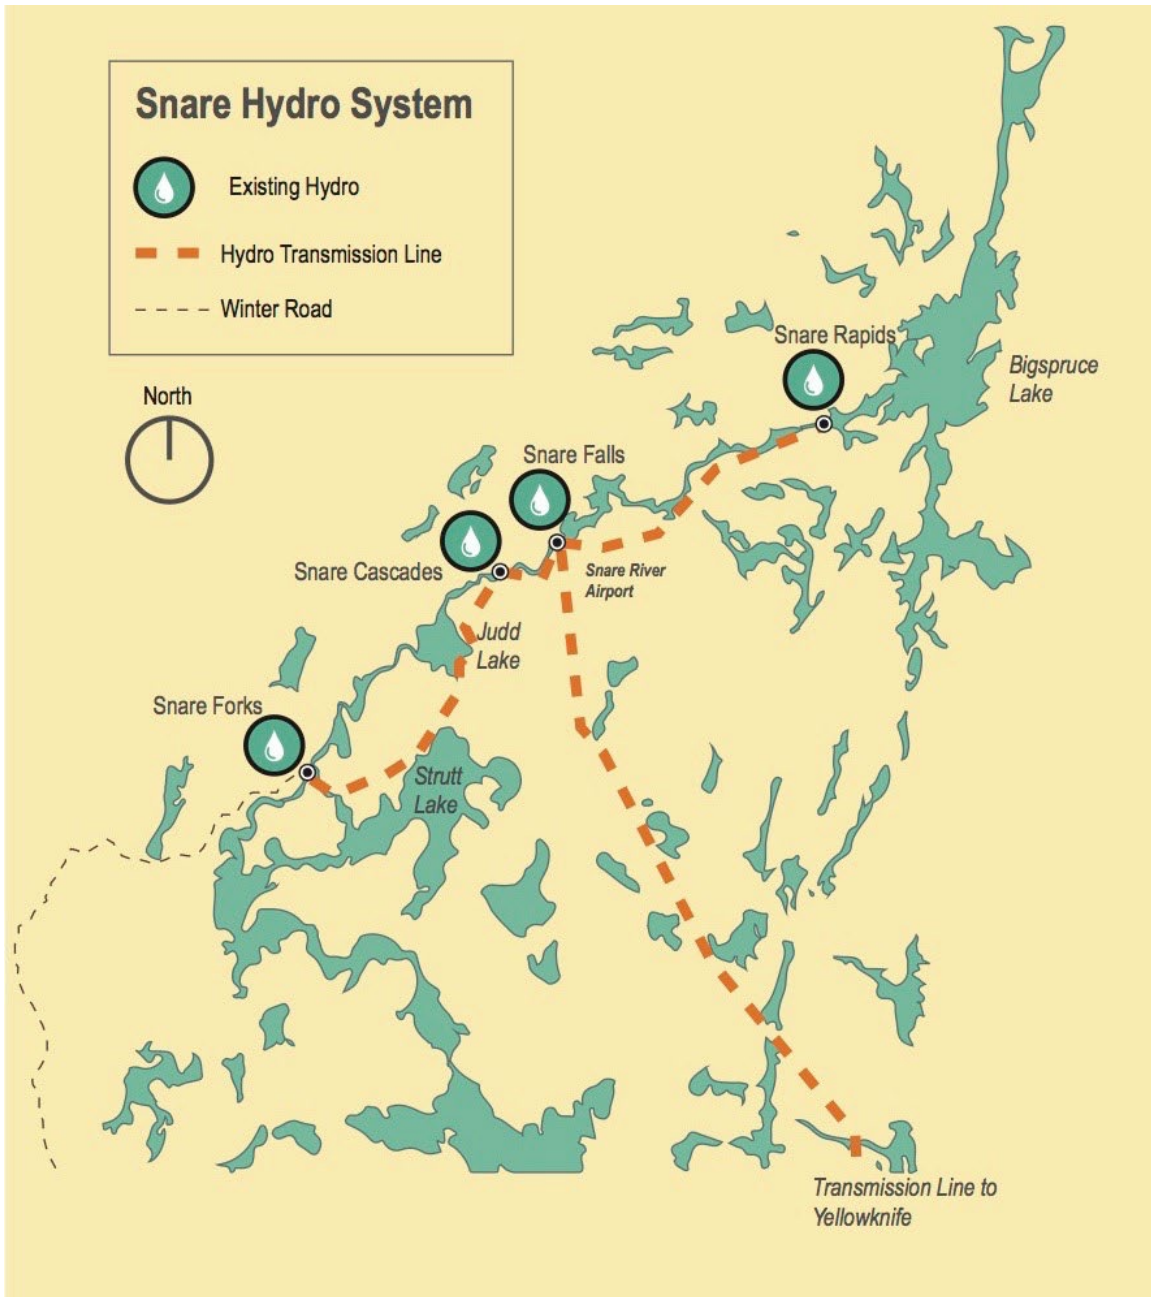 Snare Hydro System
Existing Hydro
Hydro Transmission Line
Winter Road
North
Snare Rapids
Bigspruce
Lake
Snare Falls
Snare Cascades
Snare River
Airport
Judd
Lake
Snare Forks
Strutt
Lake
Transmission Line to
Yellowknife